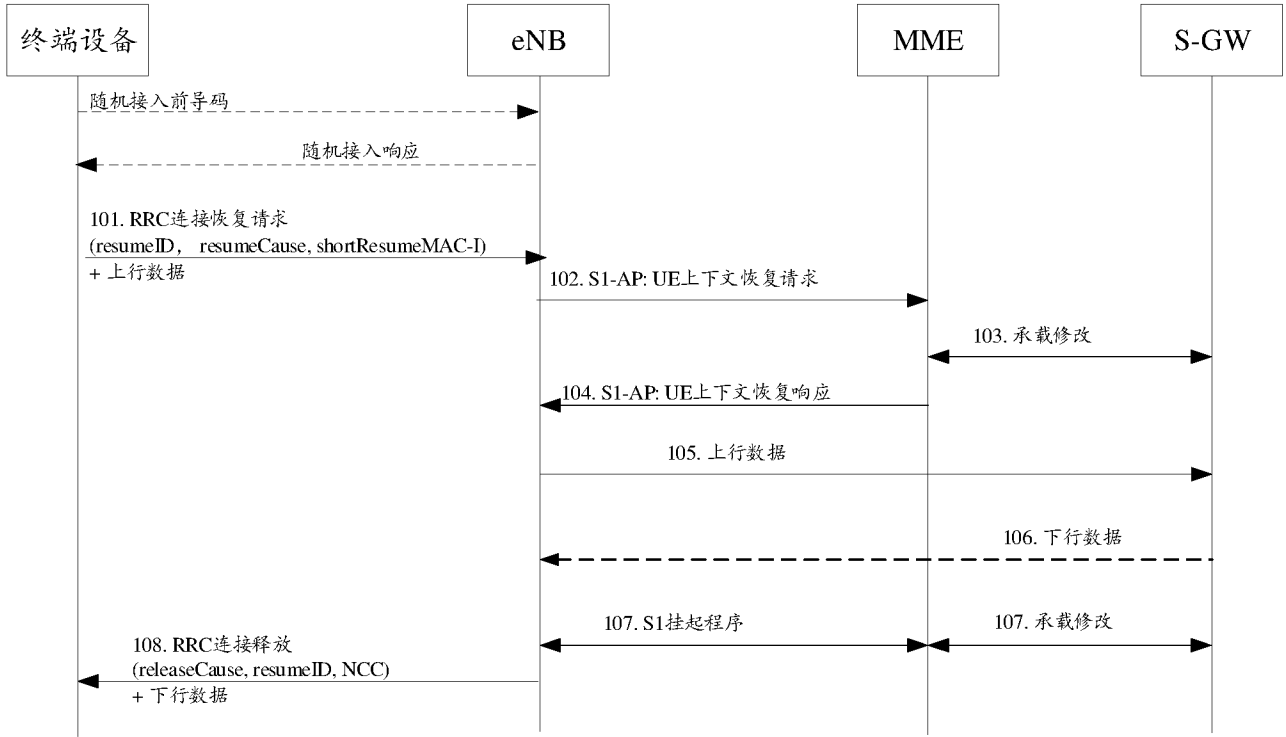 终端设备
eNB
MME
S-GW
随机接入前导码
随机接入响应
101. RRC连接恢复请求
(resumeID， resumeCause, shortResumeMAC-I)
+ 上行数据
102. S1-AP: UE上下文恢复请求
103. 承载修改
104. S1-AP: UE上下文恢复响应
105. 上行数据
106. 下行数据
107. S1挂起程序
107. 承载修改
108. RRC连接释放
(releaseCause, resumeID, NCC)
+ 下行数据